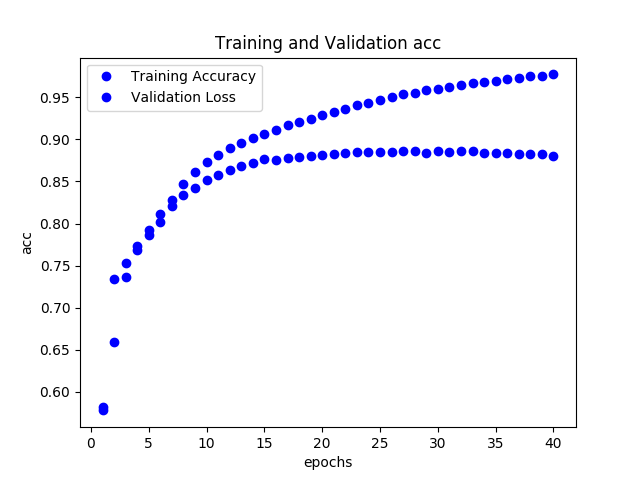 Training and Validation acc
Training Accuracy
Validation Loss
0.95
0.90
0.85
0.80
0.75
0.70
0.65
0.60
acc
0 5 10 15 20 25 30 35 40
epochs